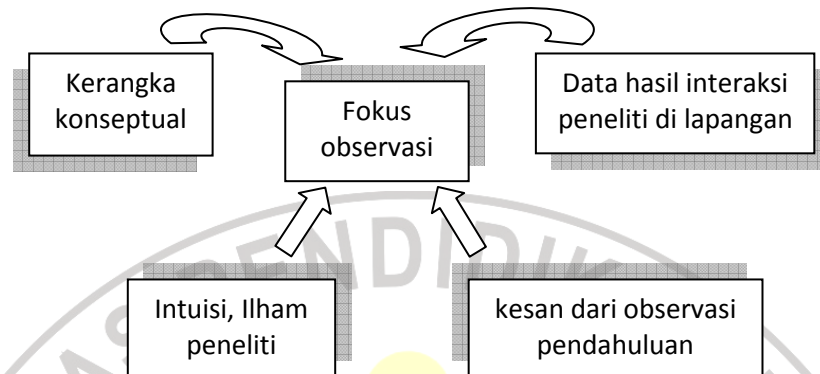 Kerangka
konseptual
Fokus
observasi
Data hasil interaksi
peneliti di lapangan
Intuisi, Ilham
peneliti
kesan dari observasi
pendahuluan